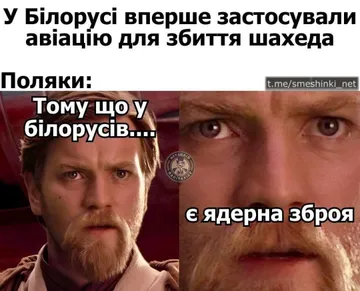 У Білорусі вперше застосували
авіацію для збиття шахеда
Поляки:
t.me/smeshinki_net
Тому що у
білорусів....
є ядерна зброя